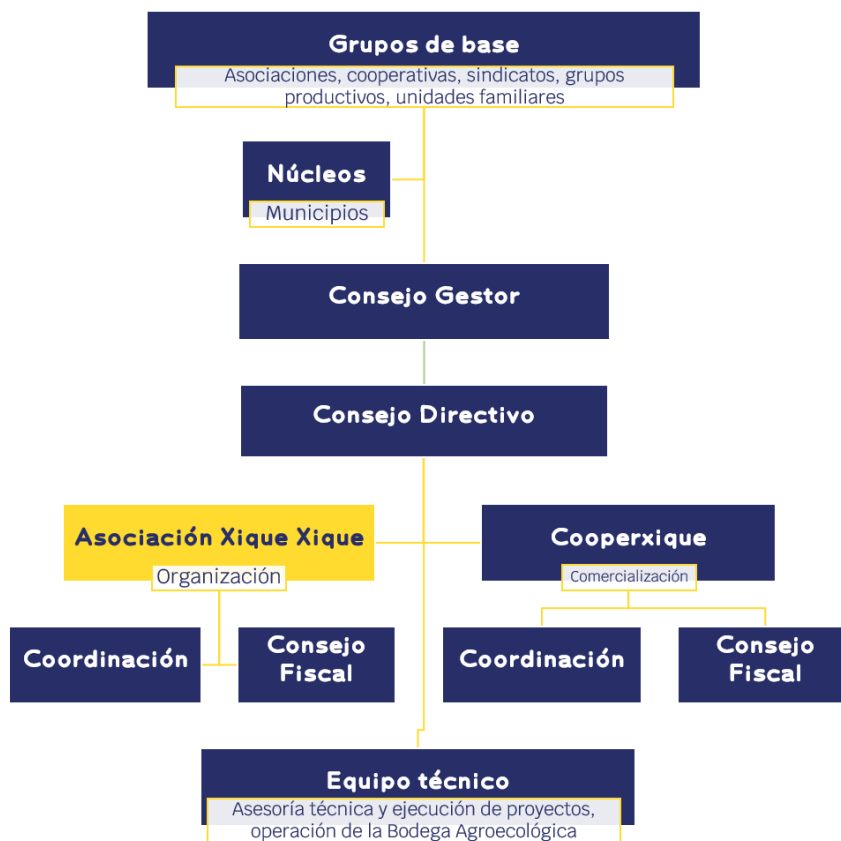 Grupos de base
Asociaciones, cooperativas, sindicatos, grupos
productivos, unidades familiares
Núcleos
Municipios
Consejo Gestor
Consejo Directivo
Asociación Xique Xique
Organización
Cooperxique
Comercialización
Coordinación
Consejo
Fiscal
Coordinación
Consejo
Fiscal
Equipo técnico
Asesoría técnica y ejecución de proyectos,
operación de la Bodega Agroecológica